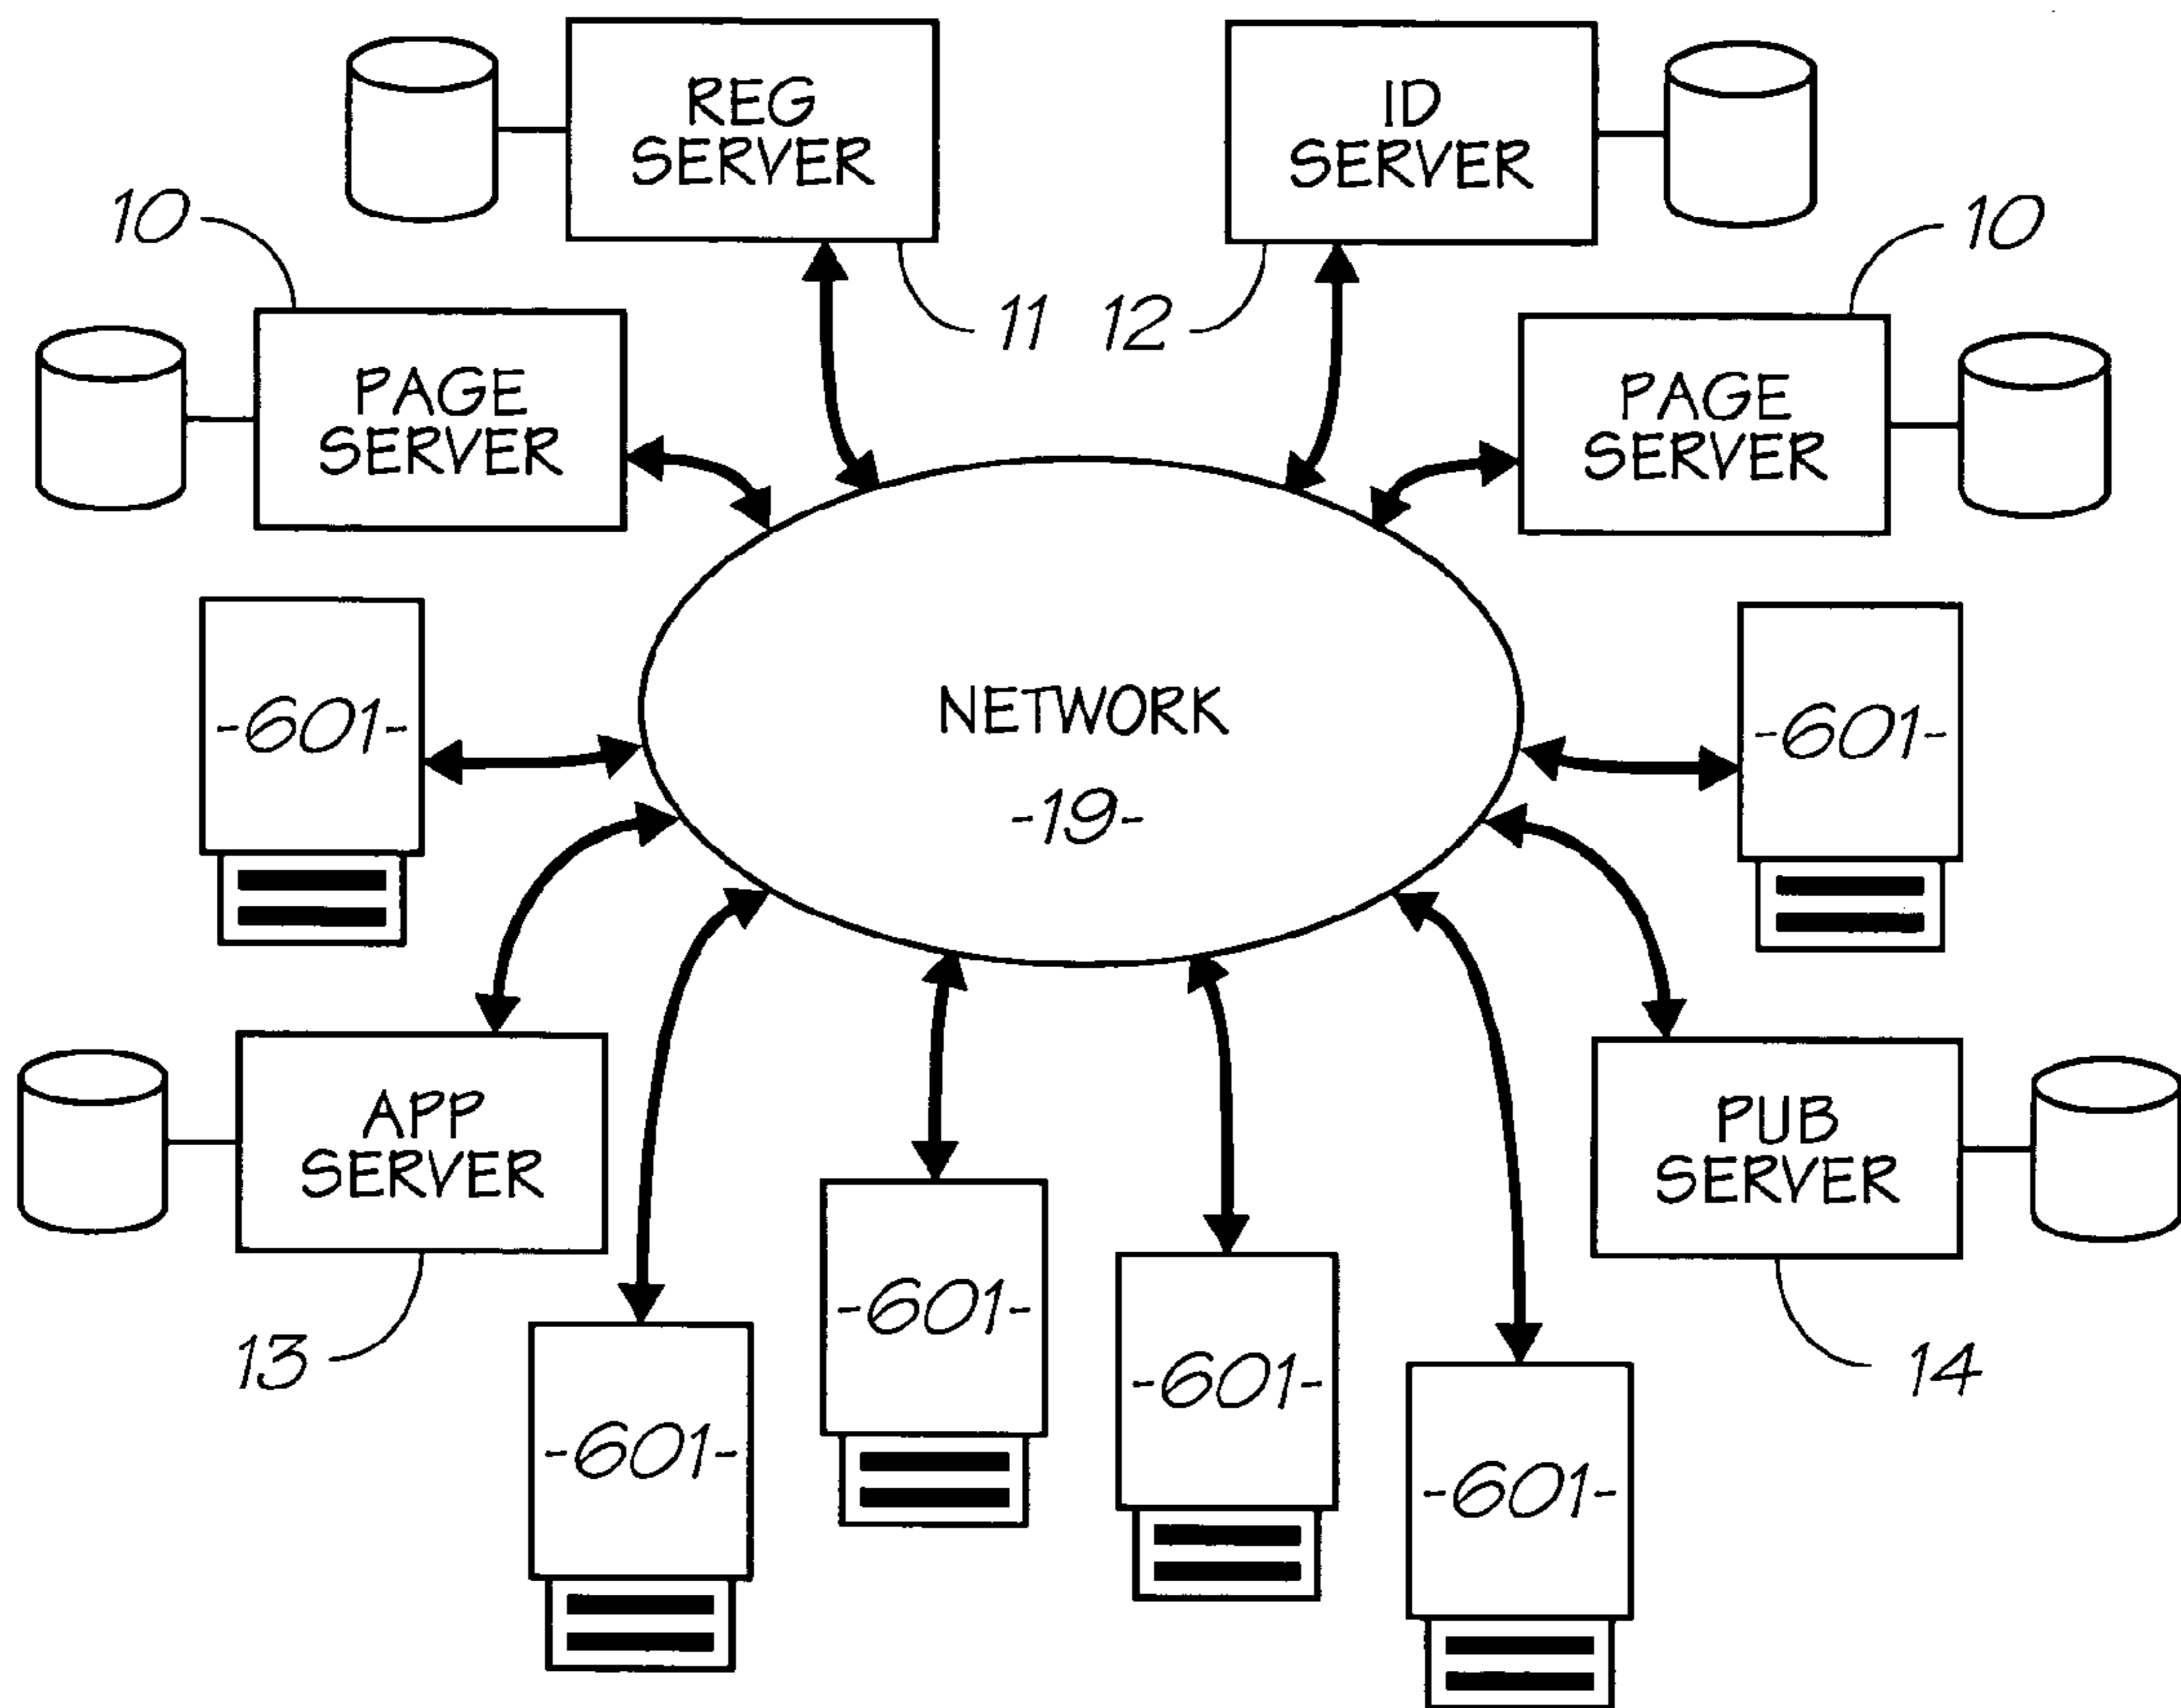 REG
SERVER
ID
SERVER
10
10
11
12
PAGE
SERVER
PAGE
SERVER
-601-
NETWORK
-19-
-601-
APP
SERVER
PUB
SERVER
13
-601-
-601-
-601-
-601-
14